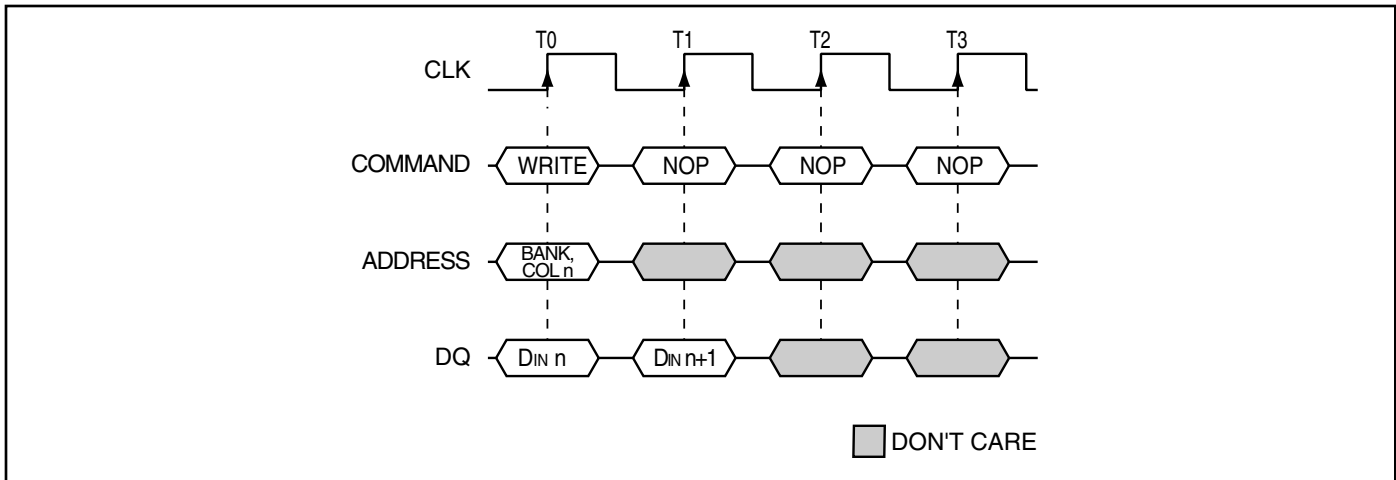 T0 T1 T2 T3
CLK
COMMAND WRITE NOP NOP NOP
ADDRESS BANK,
COL n
DQ DIN n DIN n+1
DON'T CARE